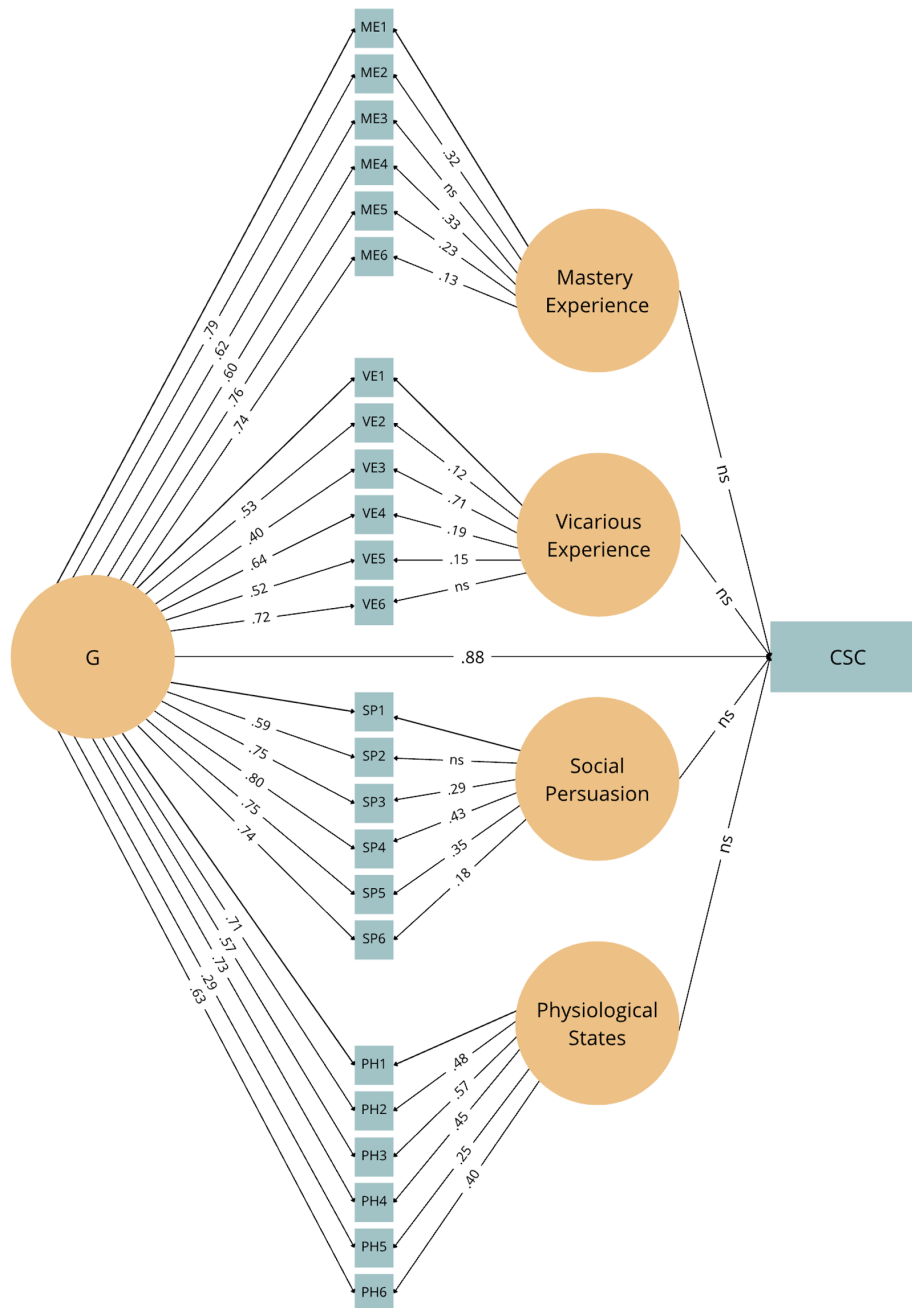 ME1
ME2
ME3
ME4
ME5
ME6
.32
ns
.33
.23
.13
Mastery
Experience
.79
.62
.60
.76
.74
VE1
VE2
VE3
VE4
VE5
VE6
.53
.40
.64
.52
.72
.12
.71
.19
.15
ns
Vicarious
Experience
ns
ns
G
.88
CSC
SP1
SP2
SP3
SP4
SP5
SP6
.59
.75
.80
.75
.74
ns
.29
.43
.35
.18
Social
Persuasion
ns
ns
.71
.57
.73
.29
.63
PH1
PH2
PH3
PH4
PH5
PH6
.48
.57
.45
.25
.40
Physiological
States